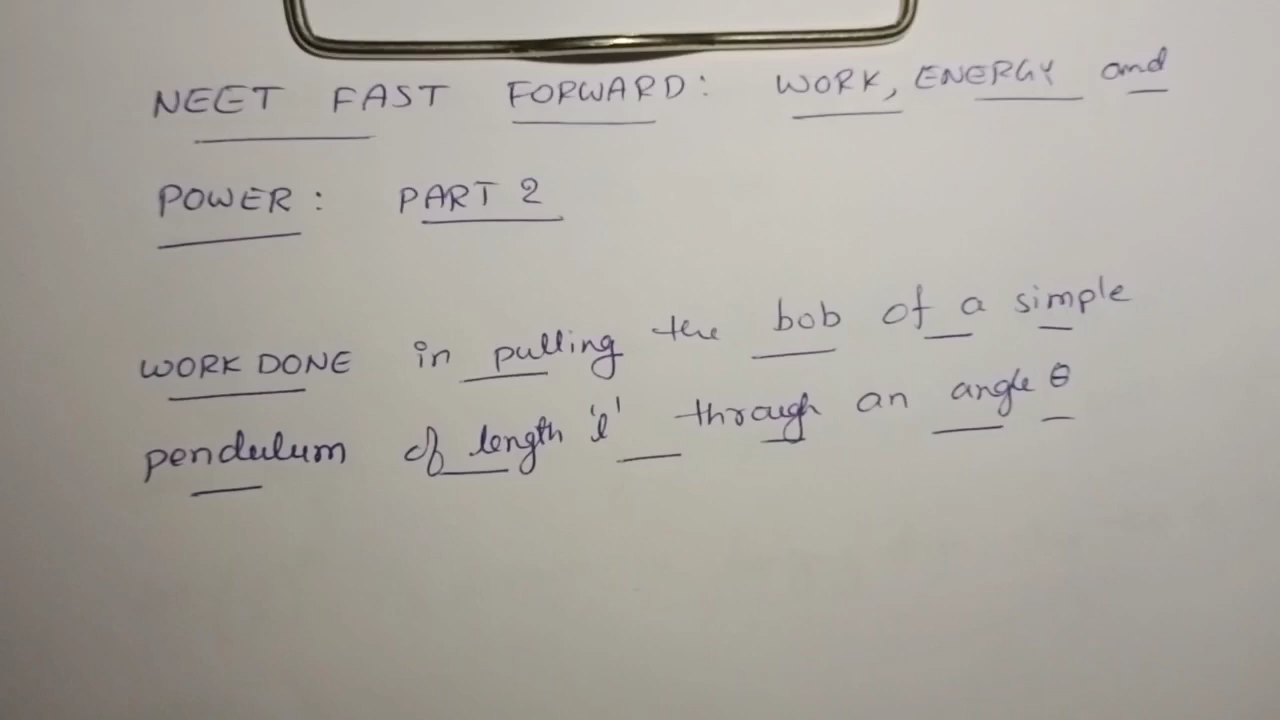 NEET FAST FORWARD: WORK, ENERGY and
POWER: PART 2
WORK DONE in pulling the bob of a simple
pendulum of length 'l' through an angle θ